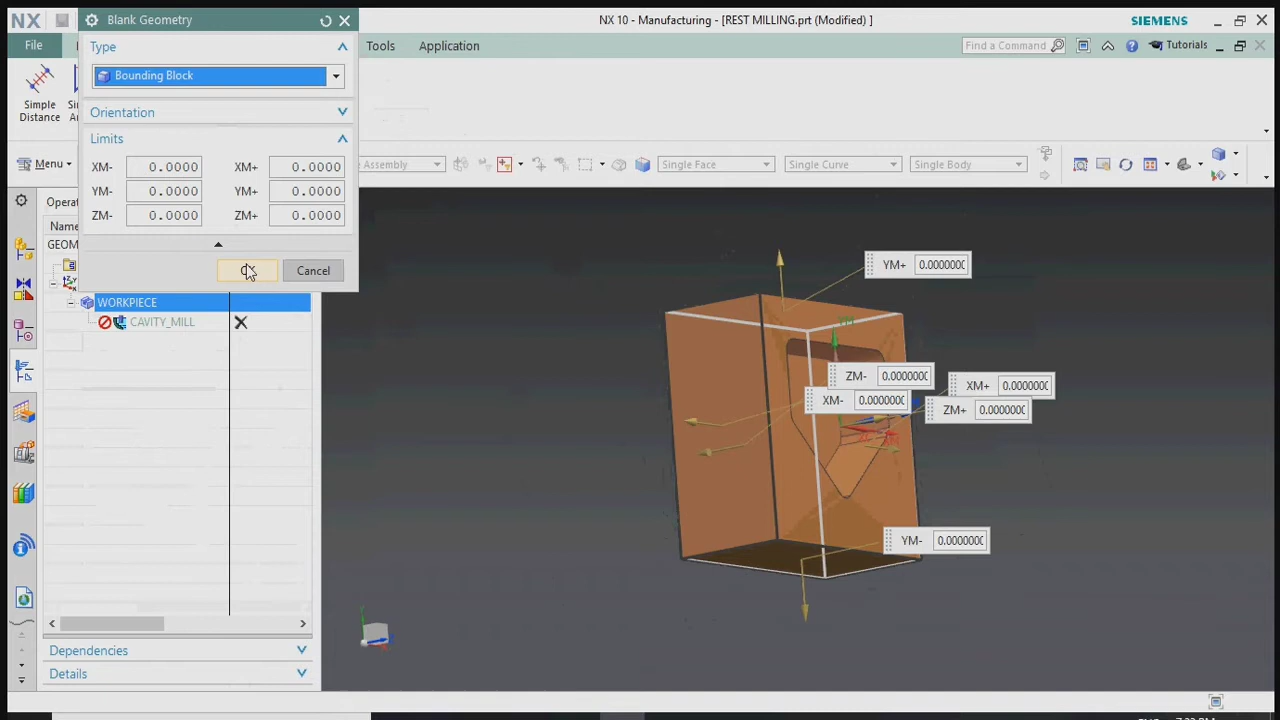 NX
Blank Geometry
NX 10 - Manufacturing - [REST MILLING.prt (Modified) ]
SIEMENS
File
Type
Tools
Application
Find a Command
Tutorials
Bounding Block
Simple
Distance
Orientation
Limits
Menu
XM- 0.0000 XM+ 0.0000
Assembly
Single Face
Single Curve
Single Body
YM- 0.0000 YM+ 0.0000
ZM- 0.0000 ZM+ 0.0000
Name
GEOM
Cancel
WORKPIECE
CAVITY_MILL
YM+ 0.0000000
ZM- 0.0000000
XM+ 0.0000000
XM- 0.0000000
ZM+ 0.0000000
YM- 0.0000000
Dependencies
Details